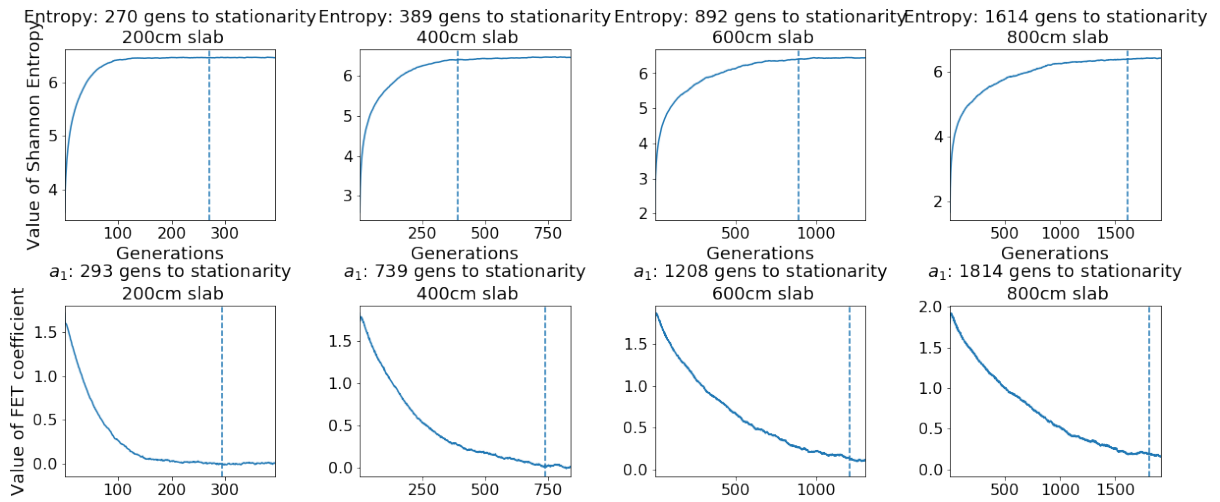 Entropy: 270 gens to stationarity
200cm slab
Entropy: 389 gens to stationarity
400cm slab
Entropy: 892 gens to stationarity
600cm slab
Entropy: 1614 gens to stationarity
800cm slab
Value of Shannon Entropy
6
5
4
100
200
300
Generations
6
5
4
3
250
500
750
Generations
6
5
4
3
2
500
1000
Generations
6
4
2
500
1000
1500
Generations
a₁: 293 gens to stationarity
200cm slab
a₁: 739 gens to stationarity
400cm slab
a₁: 1208 gens to stationarity
600cm slab
a₁: 1814 gens to stationarity
800cm slab
Value of FET coefficient
1.5
1.0
0.5
0.0
100
200
300
1.5
1.0
0.5
0.0
250
500
750
1.5
1.0
0.5
0.0
500
1000
2.0
1.5
1.0
0.5
0.0
500
1000
1500